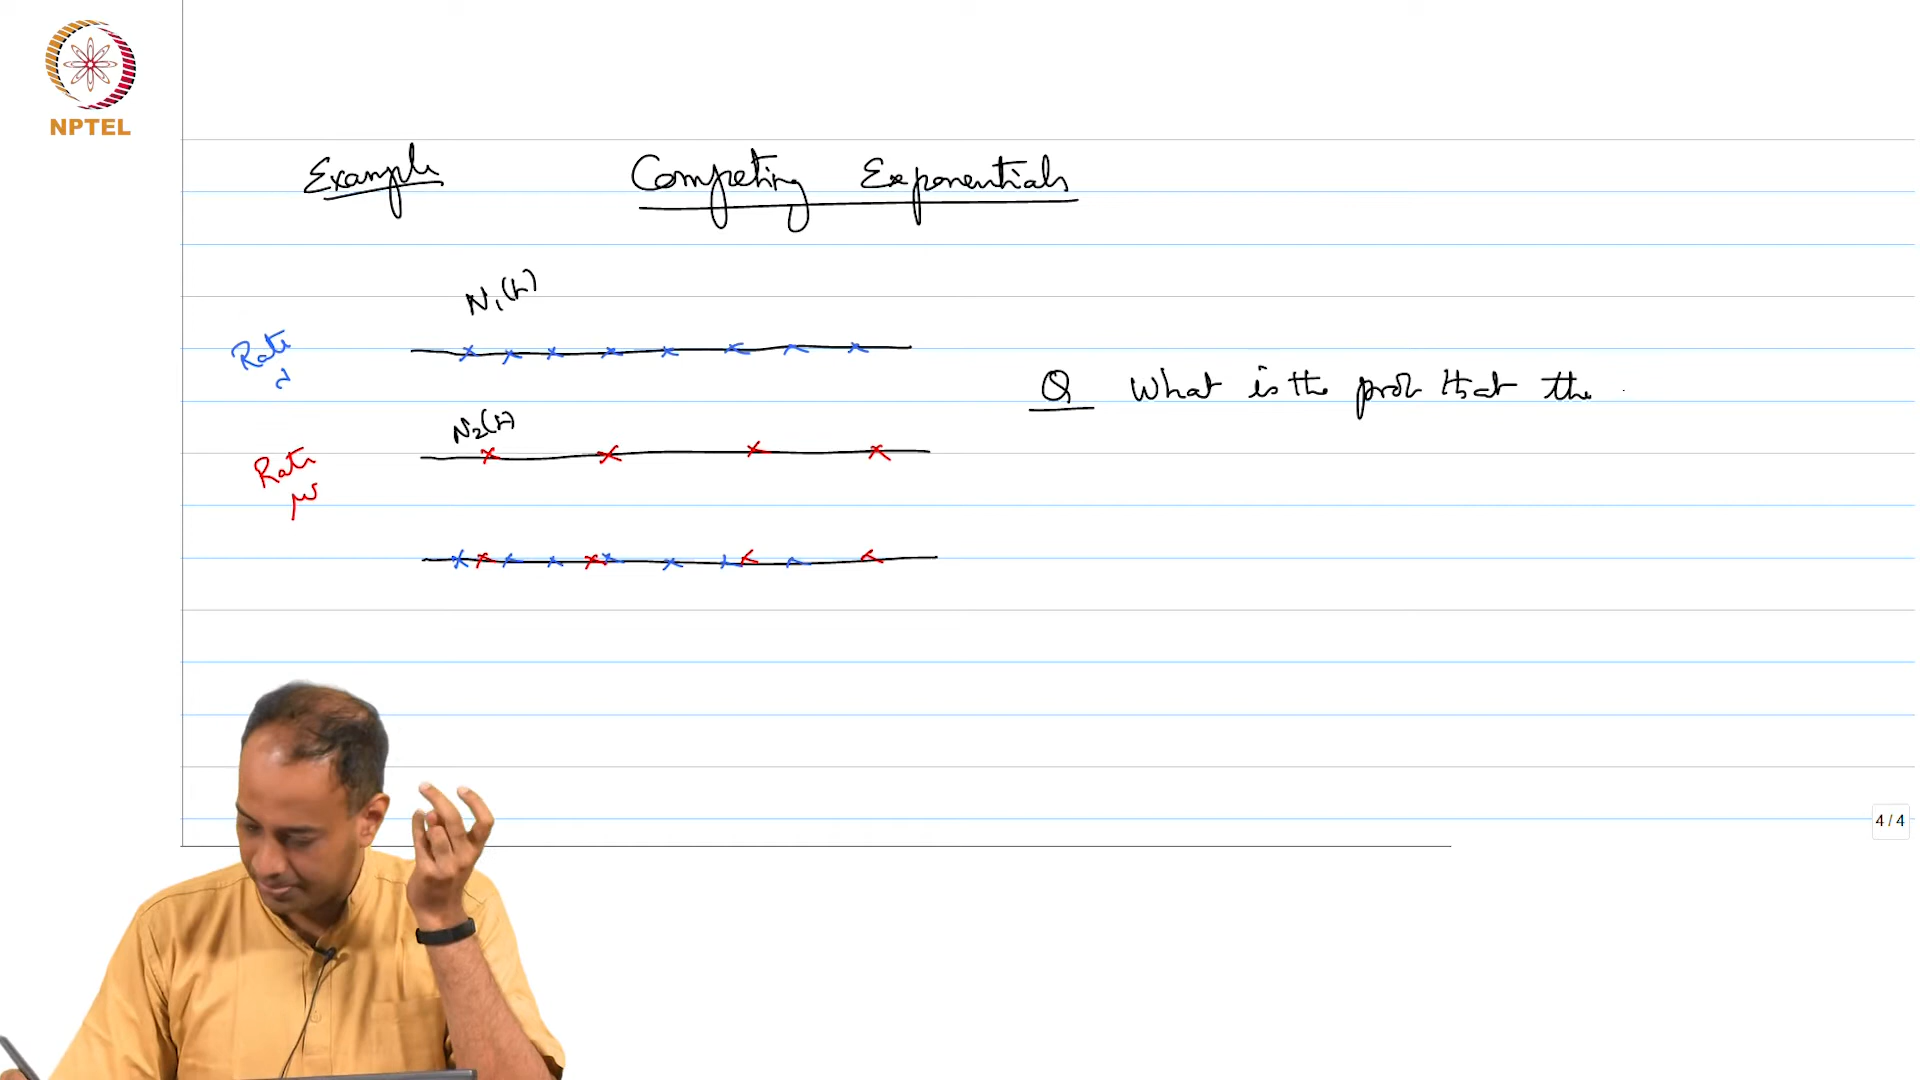 NPTEL
Example Competing Exponentials
N₁(t)
Rate
λ
Q What is the prob that the
N₂(t)
Rate
μ
4 / 4